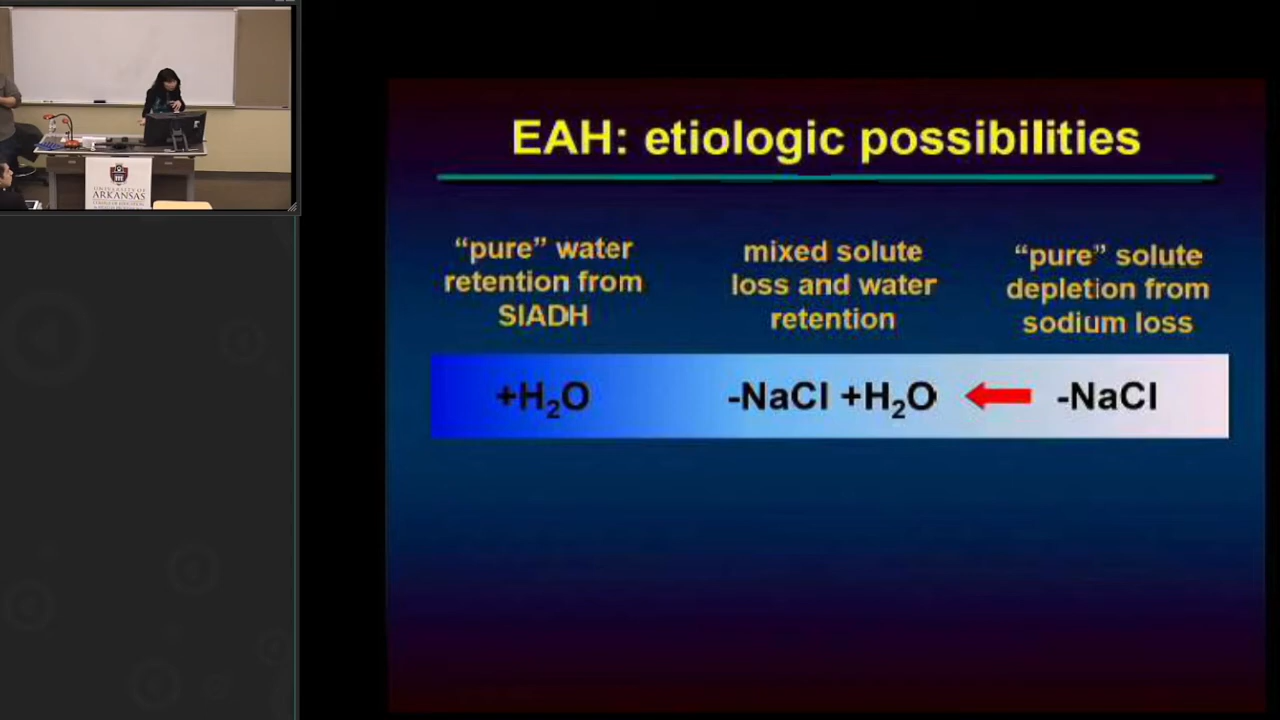 EAH: etiologic possibilities
“pure” water
retention from
SIADH
mixed solute
loss and water
retention
“pure” solute
depletion from
sodium loss
+H₂O
-NaCl +H₂O
-NaCl
UNIVERSITY OF
ARKANSAS